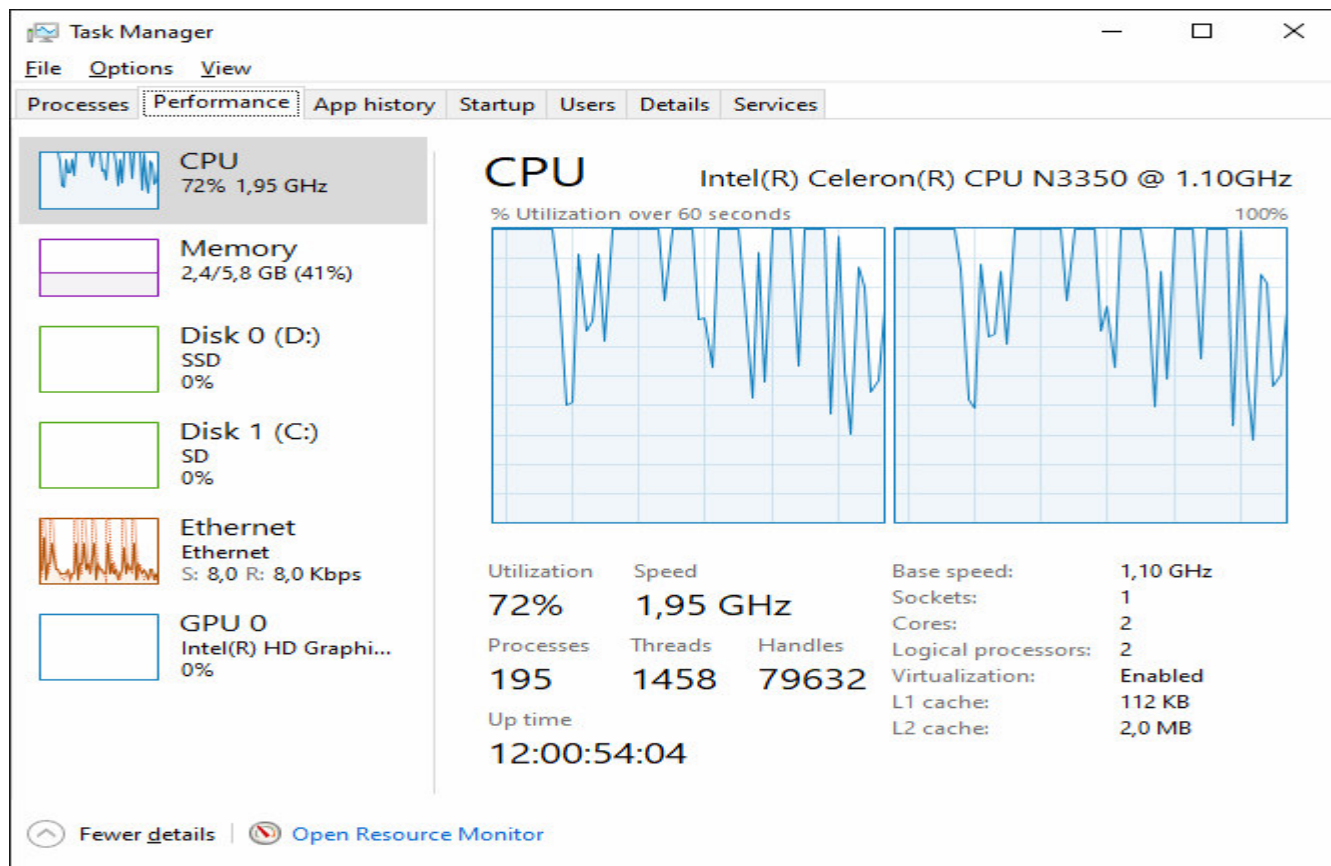 Task Manager
File Options View
Processes Performance App history Startup Users Details Services
CPU
72% 1,95 GHz
Memory
2,4/5,8 GB (41%)
Disk 0 (D:)
SSD
0%
Disk 1 (C:)
SD
0%
Ethernet
Ethernet
S: 8,0 R: 8,0 Kbps
GPU 0
Intel(R) HD Graphi...
0%
CPU Intel(R) Celeron(R) CPU N3350 @ 1.10GHz
% Utilization over 60 seconds 100%
Utilization Speed
72% 1,95 GHz
Processes Threads Handles
195 1458 79632
Up time
12:00:54:04
Base speed: 1,10 GHz
Sockets: 1
Cores: 2
Logical processors: 2
Virtualization: Enabled
L1 cache: 112 KB
L2 cache: 2,0 MB
Fewer details Open Resource Monitor